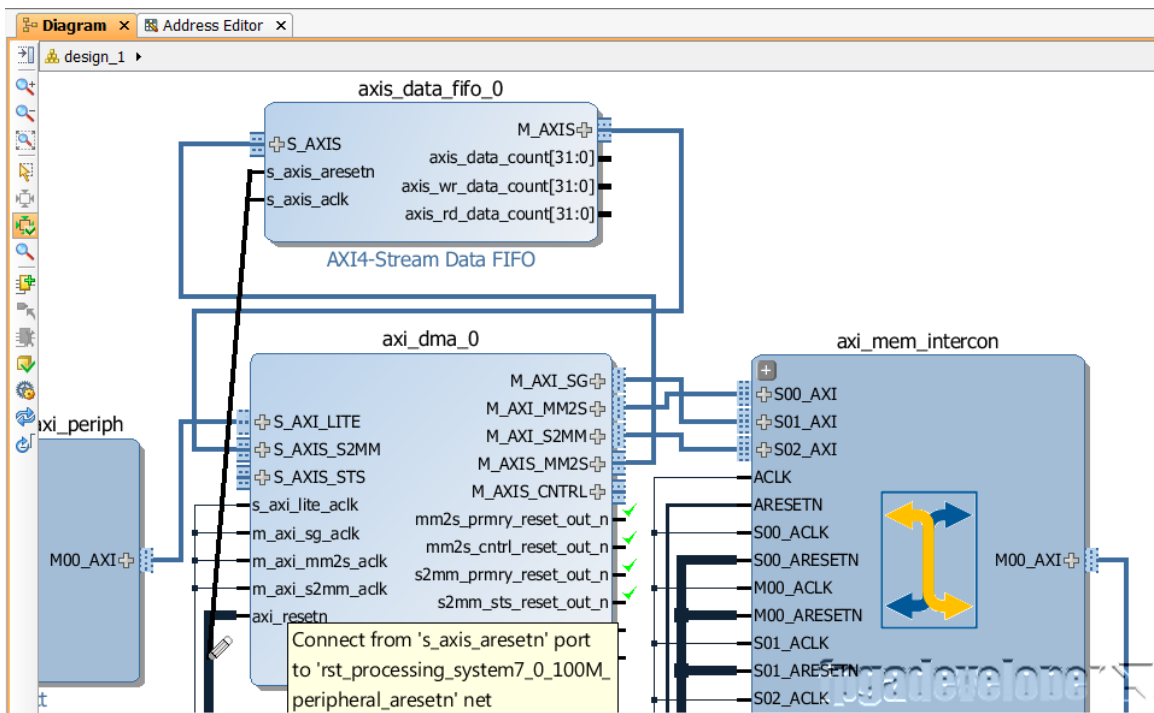 Diagram × Address Editor ×
design_1
axis_data_fifo_0
S_AXIS
s_axis_aresetn
s_axis_aclk
M_AXIS
axis_data_count[31:0]
axis_wr_data_count[31:0]
axis_rd_data_count[31:0]
AXI4-Stream Data FIFO
axi_periph
M00_AXI
axi_dma_0
S_AXI_LITE
S_AXIS_S2MM
S_AXIS_STS
s_axi_lite_aclk
m_axi_sg_aclk
m_axi_mm2s_aclk
m_axi_s2mm_aclk
axi_resetn
M_AXI_SG
M_AXI_MM2S
M_AXI_S2MM
M_AXIS_MM2S
M_AXIS_CNTRL
mm2s_prmry_reset_out_n
mm2s_cntrl_reset_out_n
s2mm_prmry_reset_out_n
s2mm_sts_reset_out_n
Connect from 's_axis_aresetn' port
to 'rst_processing_system7_0_100M_
peripheral_aresetn' net
axi_mem_intercon
S00_AXI
S01_AXI
S02_AXI
ACLK
ARESETN
S00_ACLK
S00_ARESETN
M00_ACLK
M00_ARESETN
S01_ACLK
S01_ARESETN
S02_ACLK
M00_AXI
fpgadeveloper